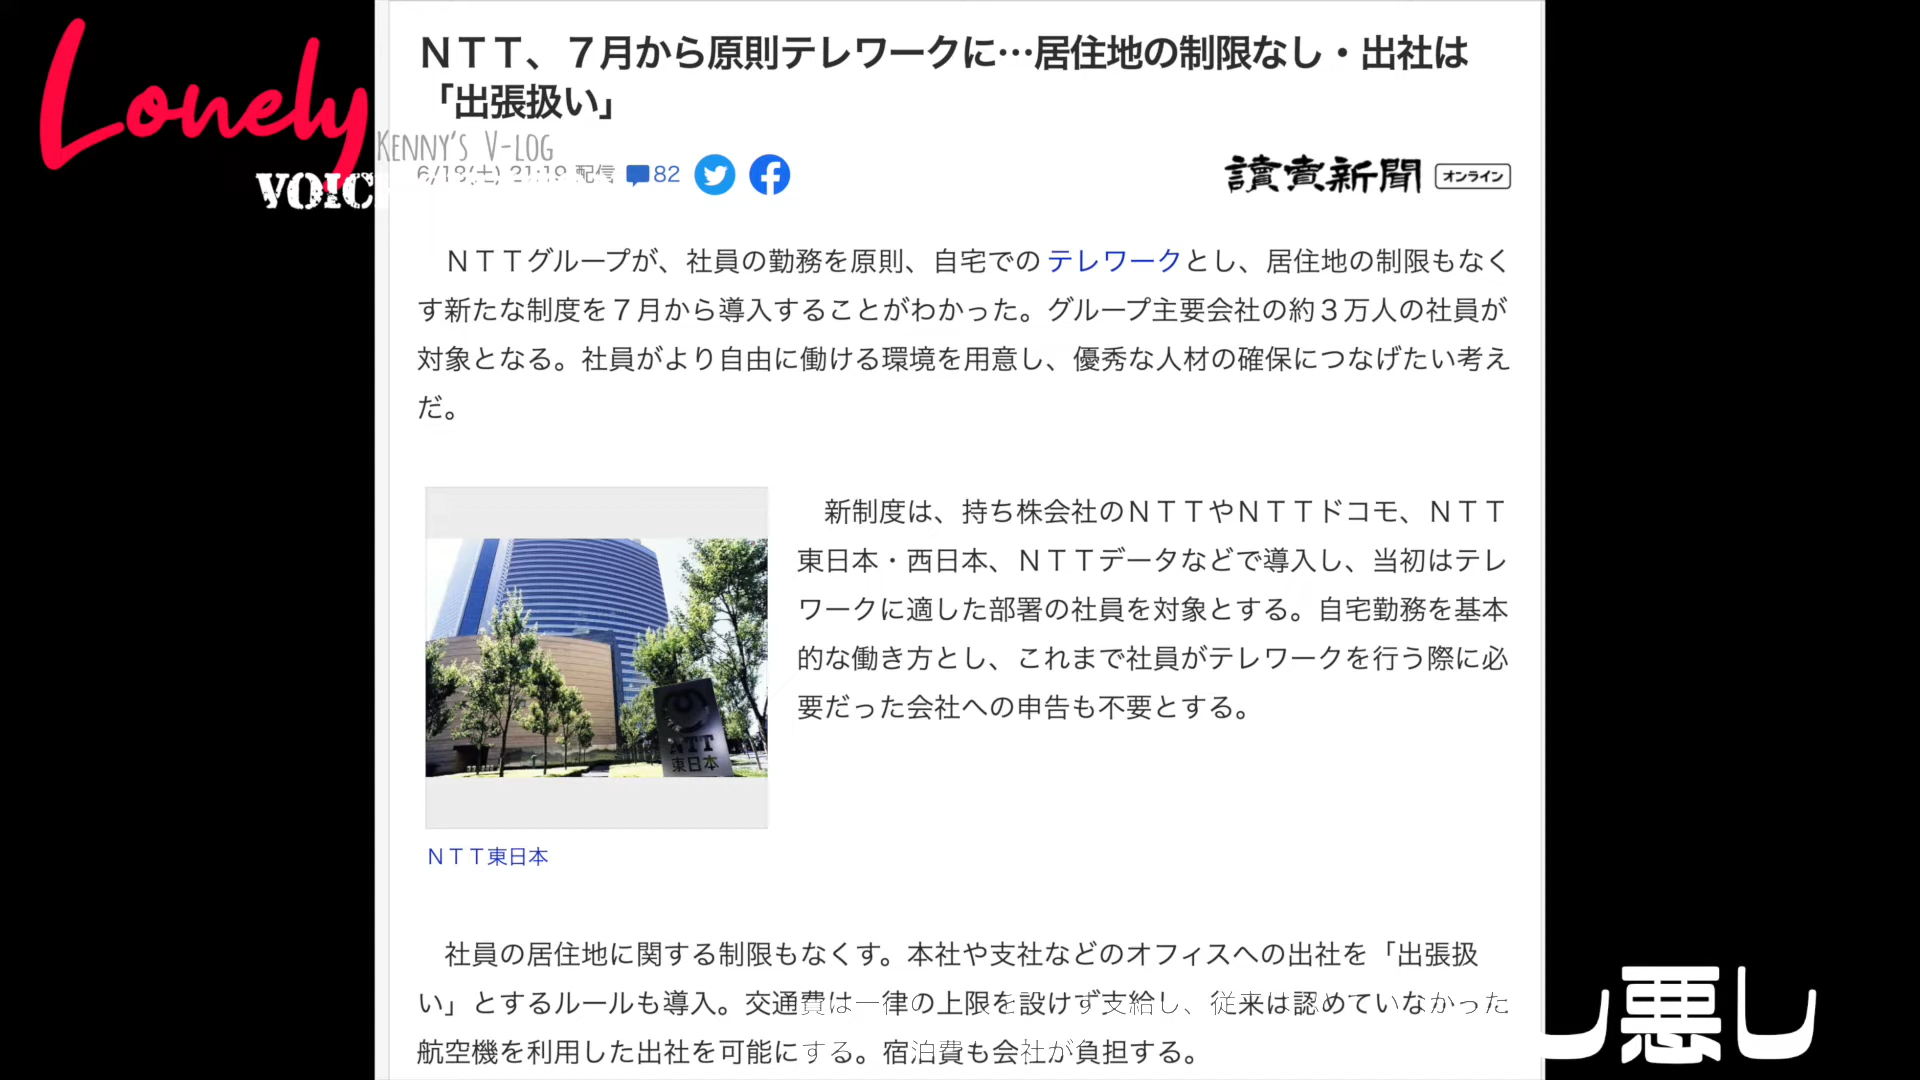 Lonely
ＮＴＴ、７月から原則テレワークに…居住地の制限なし・出社は
「出張扱い」
KENNY'S V-LOG
VOIC
6/18(土) 21:19 配信
82
讀賣新聞 オンライン
ＮＴＴグループが、社員の勤務を原則、自宅でのテレワークとし、居住地の制限もなく
す新たな制度を７月から導入することがわかった。グループ主要会社の約３万人の社員が
対象となる。社員がより自由に働ける環境を用意し、優秀な人材の確保につなげたい考え
だ。
新制度は、持ち株会社のＮＴＴやＮＴＴドコモ、ＮＴＴ
東日本・西日本、ＮＴＴデータなどで導入し、当初はテレ
ワークに適した部署の社員を対象とする。自宅勤務を基本
的な働き方とし、これまで社員がテレワークを行う際に必
要だった会社への申告も不要とする。
NTT
東日本
ＮＴＴ東日本
社員の居住地に関する制限もなくす。本社や支社などのオフィスへの出社を「出張扱
い」とするルールも導入。交通費は一律の上限を設けず支給し、従来は認めていなかった
航空機を利用した出社を可能にする。宿泊費も会社が負担する。
し悪し